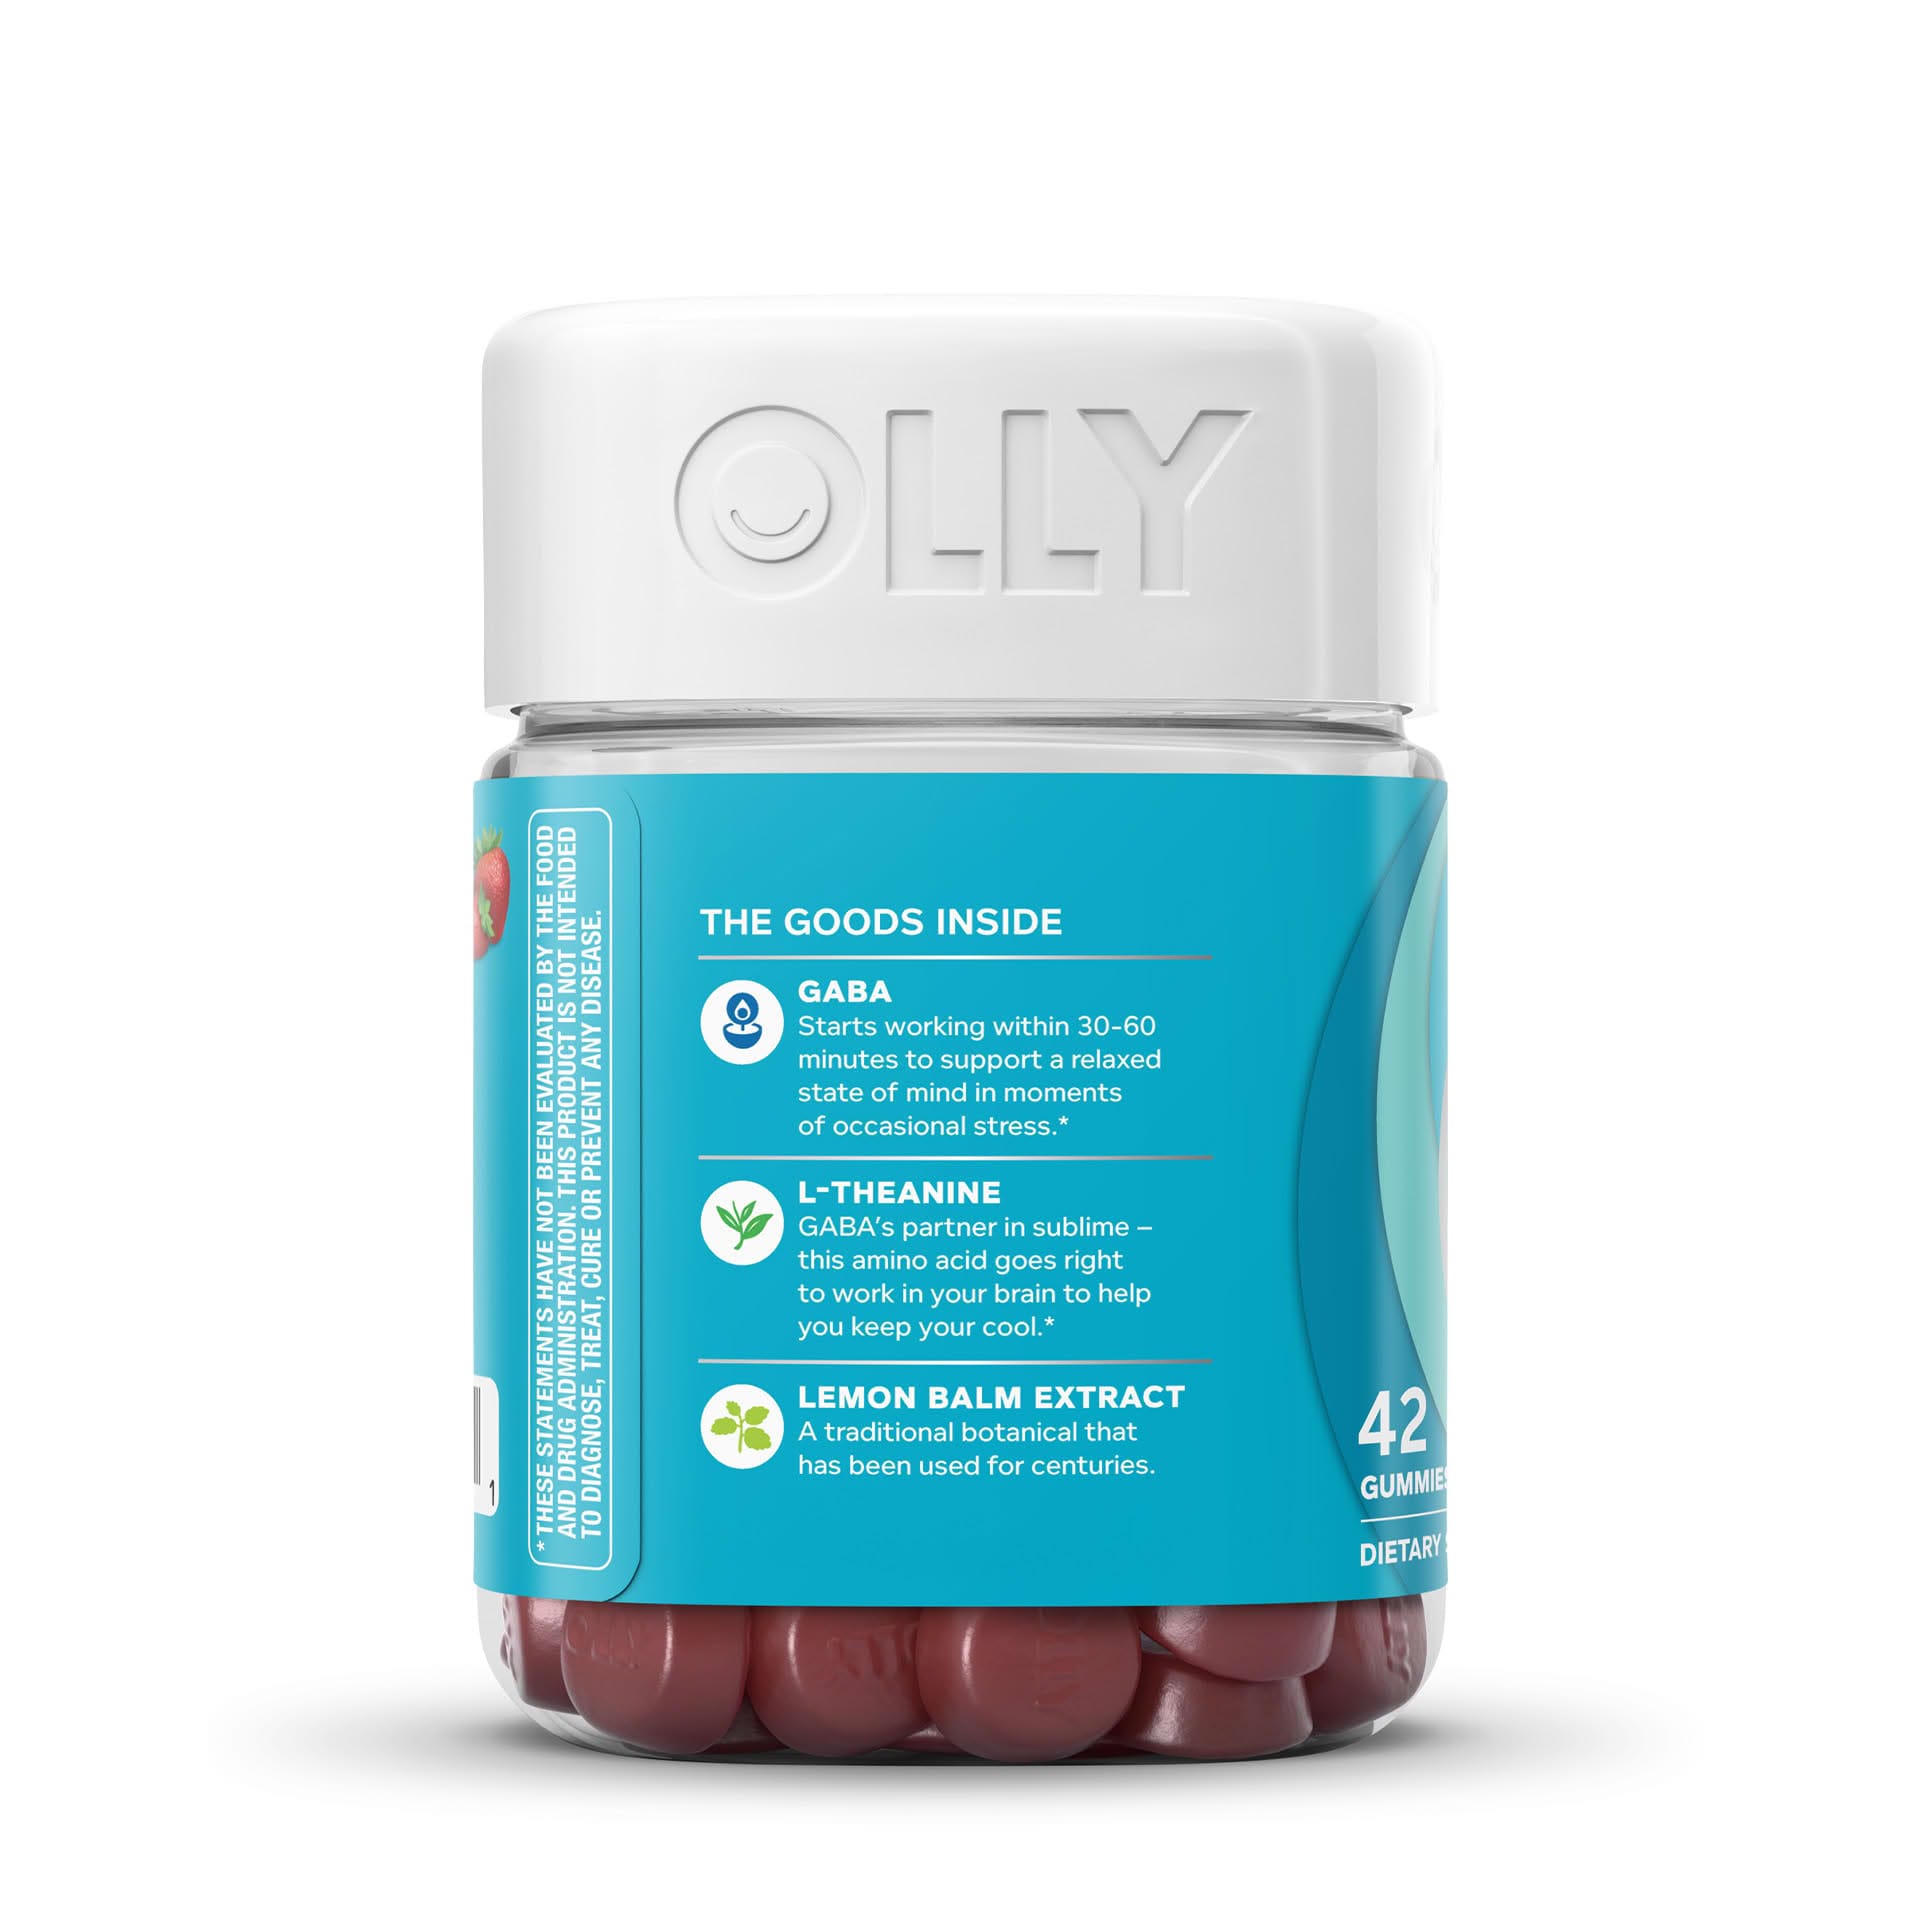 OLLY
* THESE STATEMENTS HAVE NOT BEEN EVALUATED BY THE FOOD
AND DRUG ADMINISTRATION. THIS PRODUCT IS NOT INTENDED
TO DIAGNOSE, TREAT, CURE OR PREVENT ANY DISEASE.
THE GOODS INSIDE
GABA
Starts working within 30-60
minutes to support a relaxed
state of mind in moments
of occasional stress.*
L-THEANINE
GABA's partner in sublime –
this amino acid goes right
to work in your brain to help
you keep your cool.*
LEMON BALM EXTRACT
A traditional botanical that
has been used for centuries.
1
42
GUMMIES
DIETARY